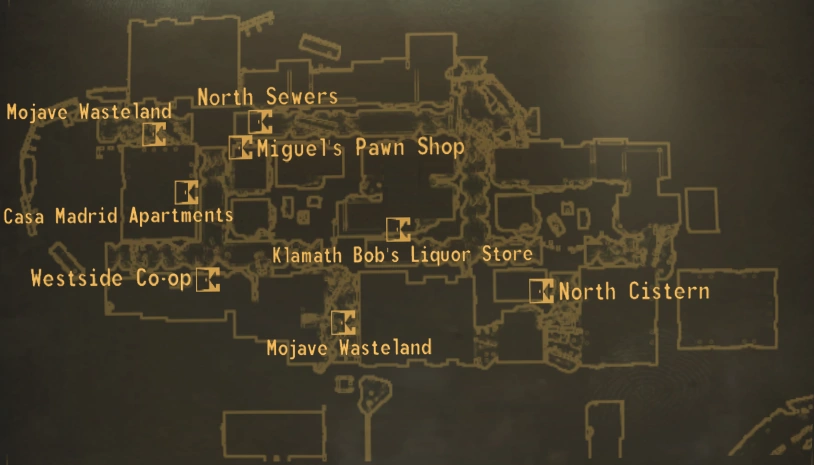 North Sewers
Mojave Wasteland
Miguel's Pawn Shop
Casa Madrid Apartments
Klamath Bob's Liquor Store
Westside Co-op
North Cistern
Mojave Wasteland